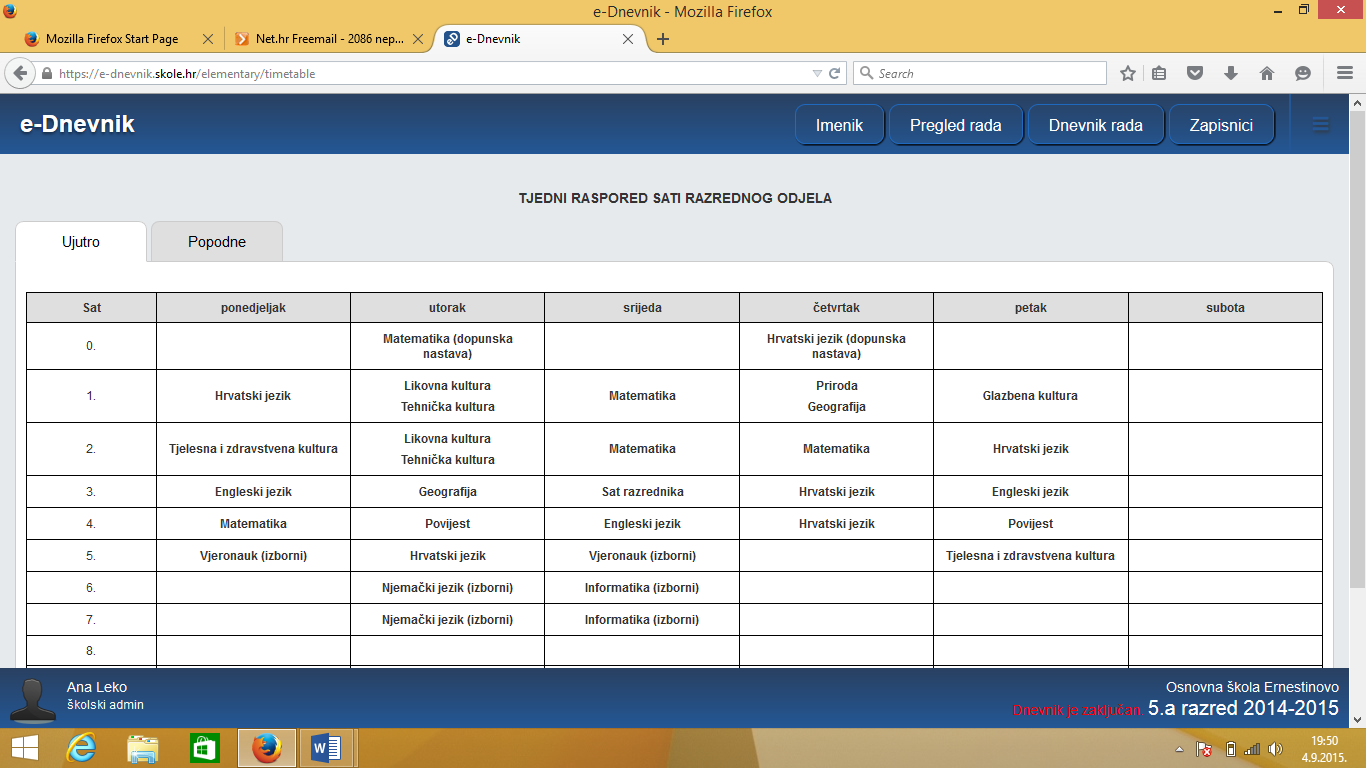 e-Dnevnik - Mozilla Firefox
Mozilla Firefox Start Page
Net.hr Freemail - 2086 nep...
e-Dnevnik
https://e-dnevnik.skole.hr/elementary/timetable
Search
e-Dnevnik
Imenik Pregled rada Dnevnik rada Zapisnici
TJEDNI RASPORED SATI RAZREDNOG ODJELA
Ujutro Popodne
Sat ponedjeljak utorak srijeda četvrtak petak subota
0. Matematika (dopunska nastava) Hrvatski jezik (dopunska nastava)
1. Hrvatski jezik Likovna kultura Tehnička kultura Matematika Priroda Geografija Glazbena kultura
2. Tjelesna i zdravstvena kultura Likovna kultura Tehnička kultura Matematika Matematika Hrvatski jezik
3. Engleski jezik Geografija Sat razrednika Hrvatski jezik Engleski jezik
4. Matematika Povijest Engleski jezik Hrvatski jezik Povijest
5. Vjeronauk (izborni) Hrvatski jezik Vjeronauk (izborni) Tjelesna i zdravstvena kultura
6. Njemački jezik (izborni) Informatika (izborni)
7. Njemački jezik (izborni) Informatika (izborni)
8.
Ana Leko
školski admin
Osnovna škola Ernestinovo
Dnevnik je zaključan. 5.a razred 2014-2015
19:50
4.9.2015.